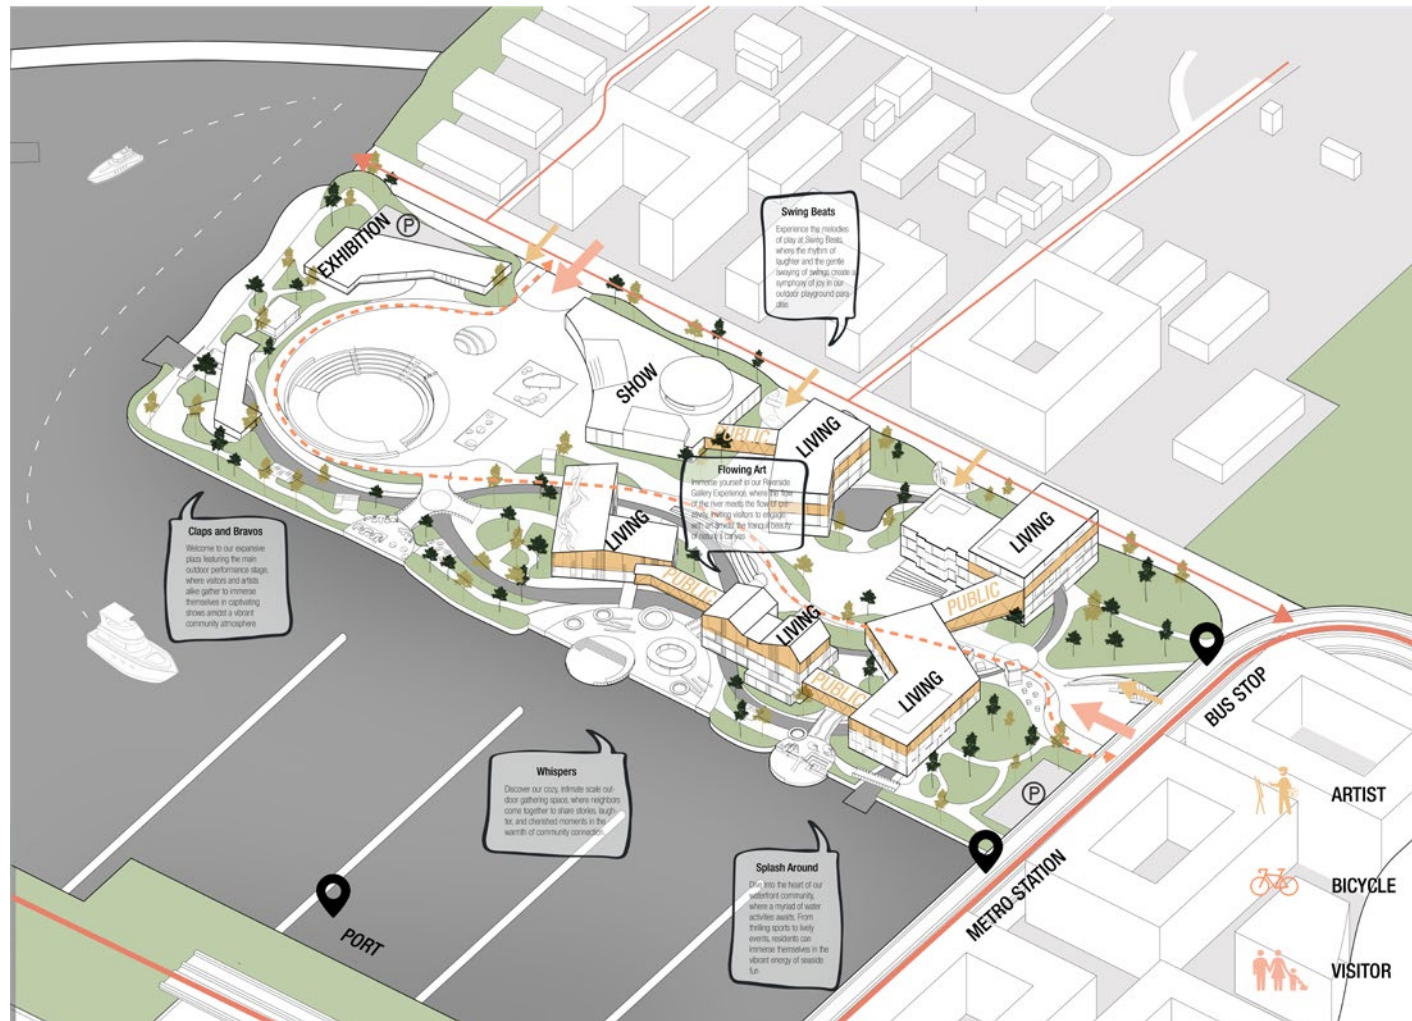 EXHIBITION
P
SHOW
PUBLIC
LIVING
Swing Beats
Experience the melodies
of play at Swing Beats,
where the rhythm of
laughter and the gentle
swaying of swings create a
symphony of joy in our
outdoor playground para-
dise.
Flowing Art
Immerse yourself in our Riverside
Gallery Experience, where the flow
of the river meets the flow of cre-
ativity, inviting visitors to engage
with art amidst the tranquil beauty
of nature's canvas.
LIVING
PUBLIC
LIVING
PUBLIC
LIVING
PUBLIC
LIVING
Claps and Bravos
Welcome to our expansive
plaza featuring the main
outdoor performance stage,
where visitors and artists
alike gather to immerse
themselves in captivating
shows amidst a vibrant
community atmosphere
Whispers
Discover our cozy, intimate scale out-
door gathering space, where neighbors
come together to share stories, laugh-
ter, and cherished moments in the
warmth of community connection.
Splash Around
Dive into the heart of our
waterfront community,
where a myriad of water
activities awaits. From
thrilling sports to lively
events, residents can
immerse themselves in the
vibrant energy of seaside
fun.
BUS STOP
P
METRO STATION
PORT
ARTIST
BICYCLE
VISITOR